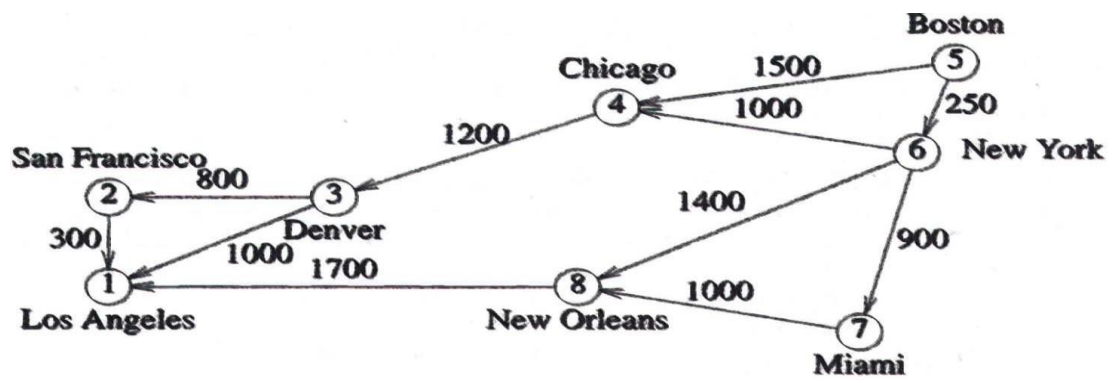 Boston
5
1500
Chicago
4
1000
250
1200
6
New York
San Francisco
800
2
3
1400
Denver
300
1000
900
1700
1
8
1000
Los Angeles
New Orleans
7
Miami